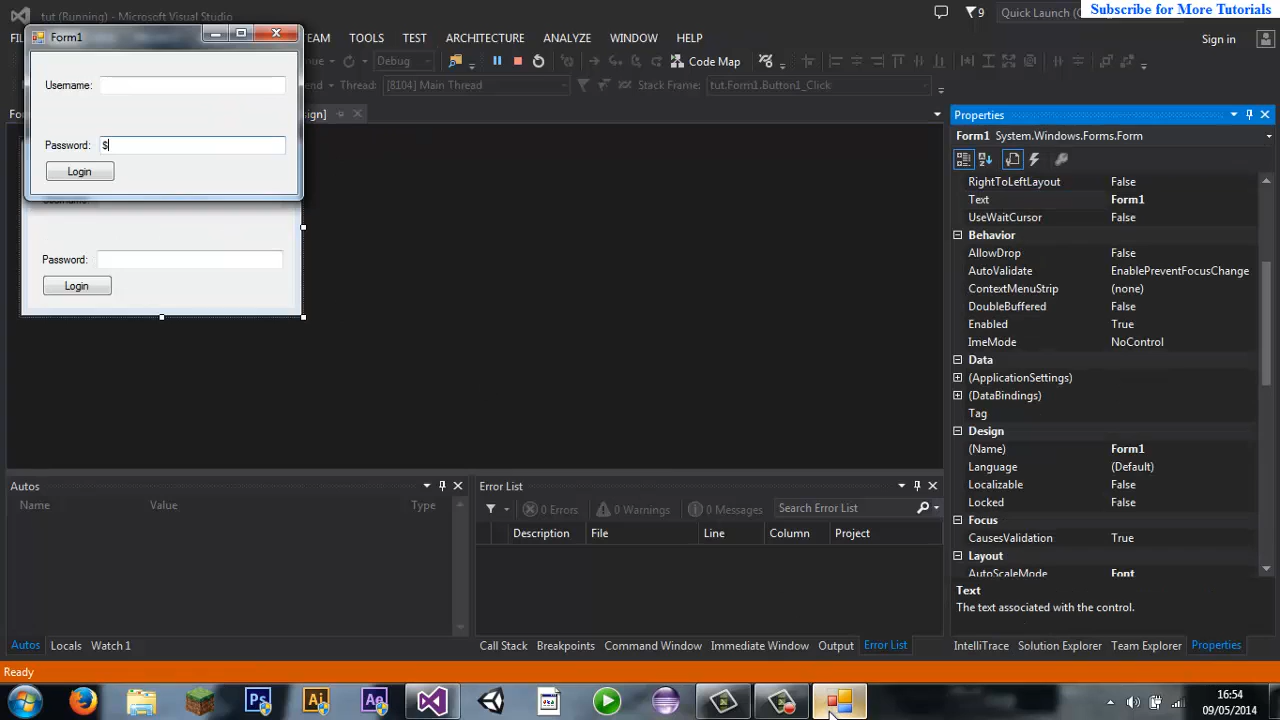 tut (Running) - Microsoft Visual Studio
9
Quick Launch (C
Subscribe for More Tutorials
Form1
TEAM TOOLS TEST ARCHITECTURE ANALYZE WINDOW HELP
Sign in
Debug
Code Map
Thread: [8104] Main Thread
Stack Frame: tut.Form1.Button1_Click
Username:
Password: $
Login
Password:
Login
Properties
Form1 System.Windows.Forms.Form
RightToLeftLayout False
Text Form1
UseWaitCursor False
Behavior
AllowDrop False
AutoValidate EnablePreventFocusChange
ContextMenuStrip (none)
DoubleBuffered False
Enabled True
ImeMode NoControl
Data
(ApplicationSettings)
(DataBindings)
Tag
Design
(Name) Form1
Language (Default)
Localizable False
Locked False
Focus
CausesValidation True
Layout
AutoScaleMode Font
Text
The text associated with the control.
Autos
Name Value Type
Error List
0 Errors 0 Warnings 0 Messages Search Error List
Description File Line Column Project
Autos Locals Watch 1
Call Stack Breakpoints Command Window Immediate Window Output Error List
IntelliTrace Solution Explorer Team Explorer Properties
Ready
Ps Ai Ae
16:54
09/05/2014